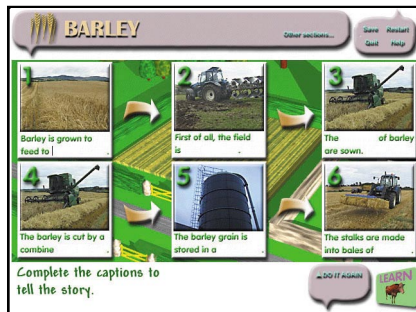 BARLEY
Other sections...
Save Restart
Quit Help
1
Barley is grown to
feed to
2
First of all, the field
is .
3
The of barley
are sown.
4
The barley is cut by a
combine .
5
The barley grain is
stored in a .
6
The stalks are made
into bales of .
Complete the captions to
tell the story.
DO IT AGAIN
LEARN